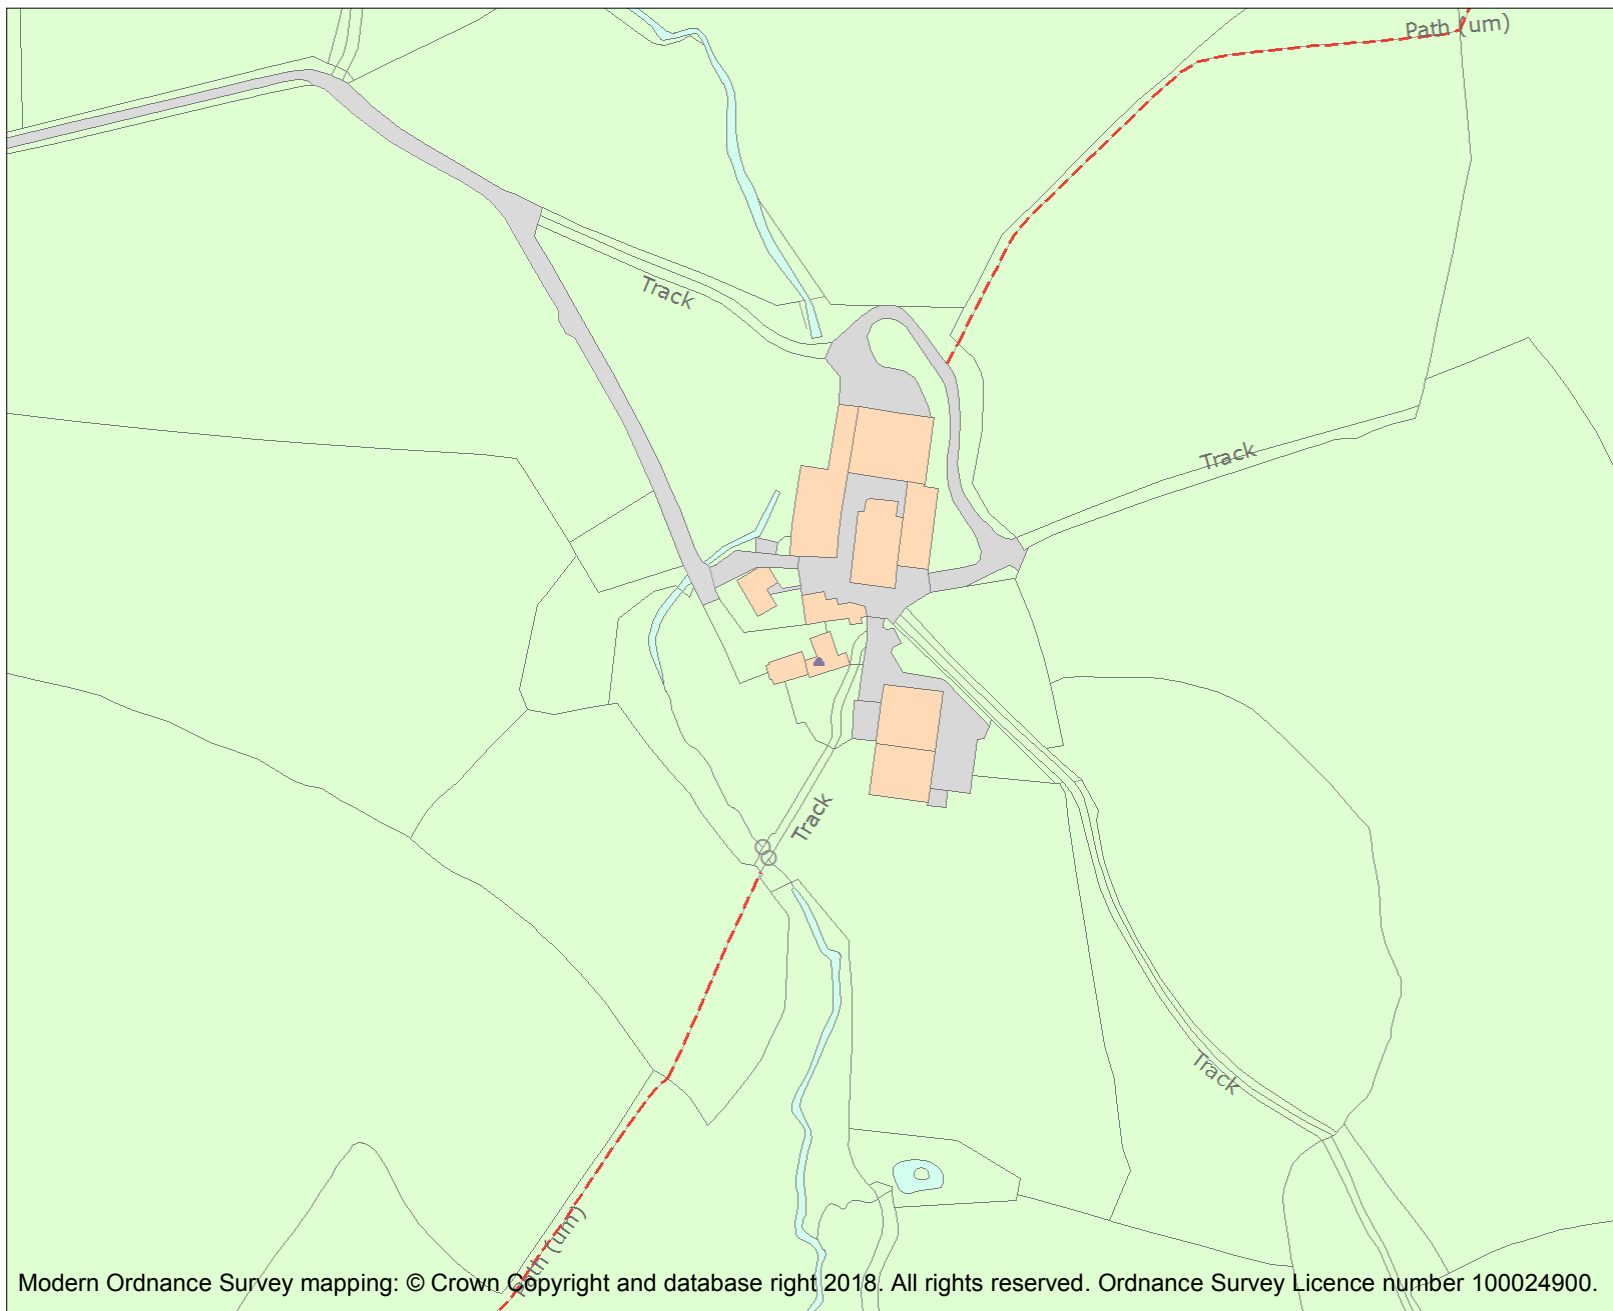 Path (um)
Track
Track
Track
Track
Path (um)
Modern Ordnance Survey mapping: © Crown Copyright and database right 2018. All rights reserved. Ordnance Survey Licence number 100024900.